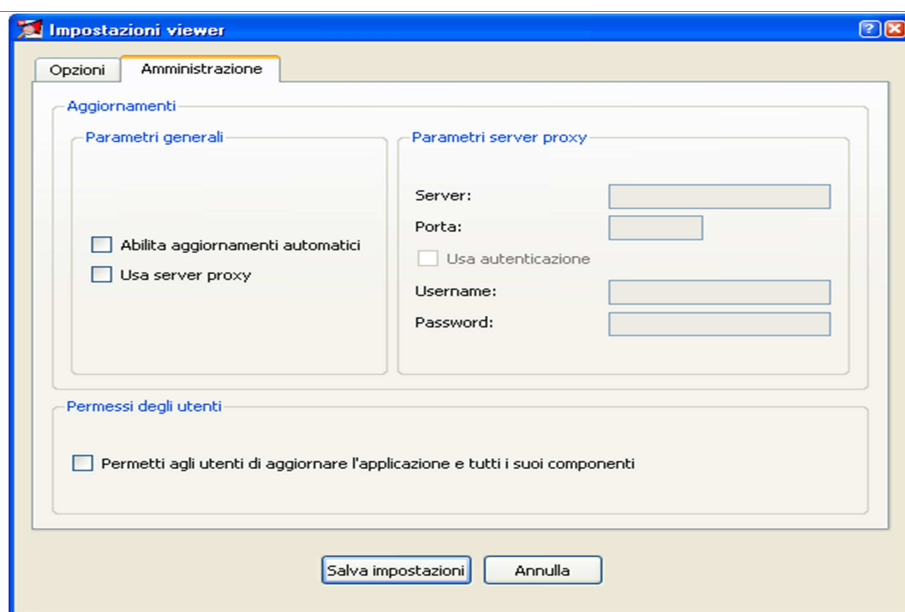 Impostazioni viewer
Opzioni
Amministrazione
Aggiornamenti
Parametri generali
Abilita aggiornamenti automatici
Usa server proxy
Parametri server proxy
Server:
Porta:
Usa autenticazione
Username:
Password:
Permessi degli utenti
Permetti agli utenti di aggiornare l'applicazione e tutti i suoi componenti
Salva impostazioni
Annulla